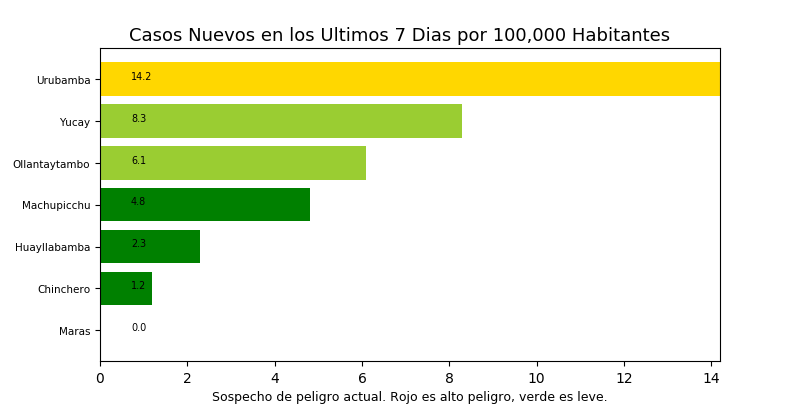 Casos Nuevos en los Ultimos 7 Dias por 100,000 Habitantes
Urubamba 14.2
Yucay 8.3
Ollantaytambo 6.1
Machupicchu 4.8
Huayllabamba 2.3
Chinchero 1.2
Maras 0.0
0 2 4 6 8 10 12 14
Sospecho de peligro actual. Rojo es alto peligro, verde es leve.